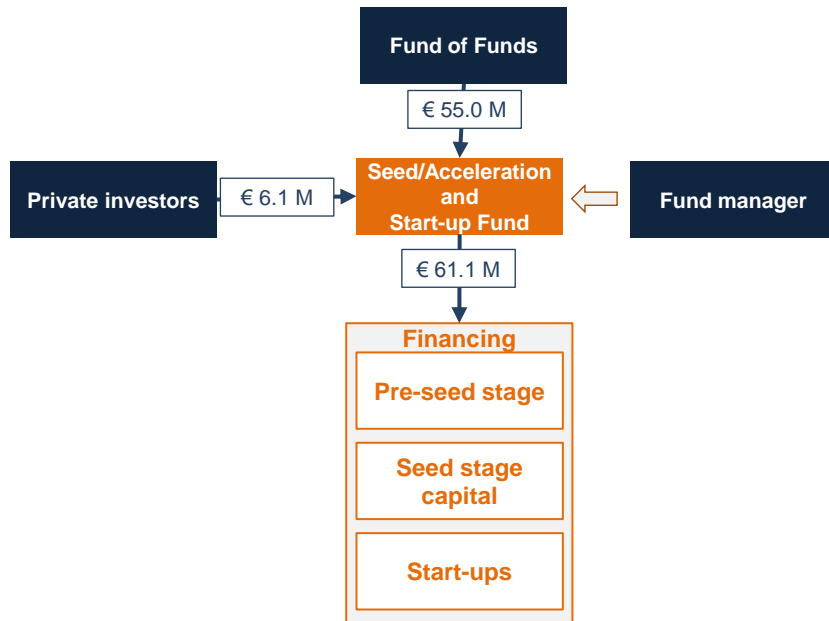 Fund of Funds
€ 55.0 M
Private investors
€ 6.1 M
Seed/Acceleration
and
Start-up Fund
Fund manager
€ 61.1 M
Financing
Pre-seed stage
Seed stage
capital
Start-ups